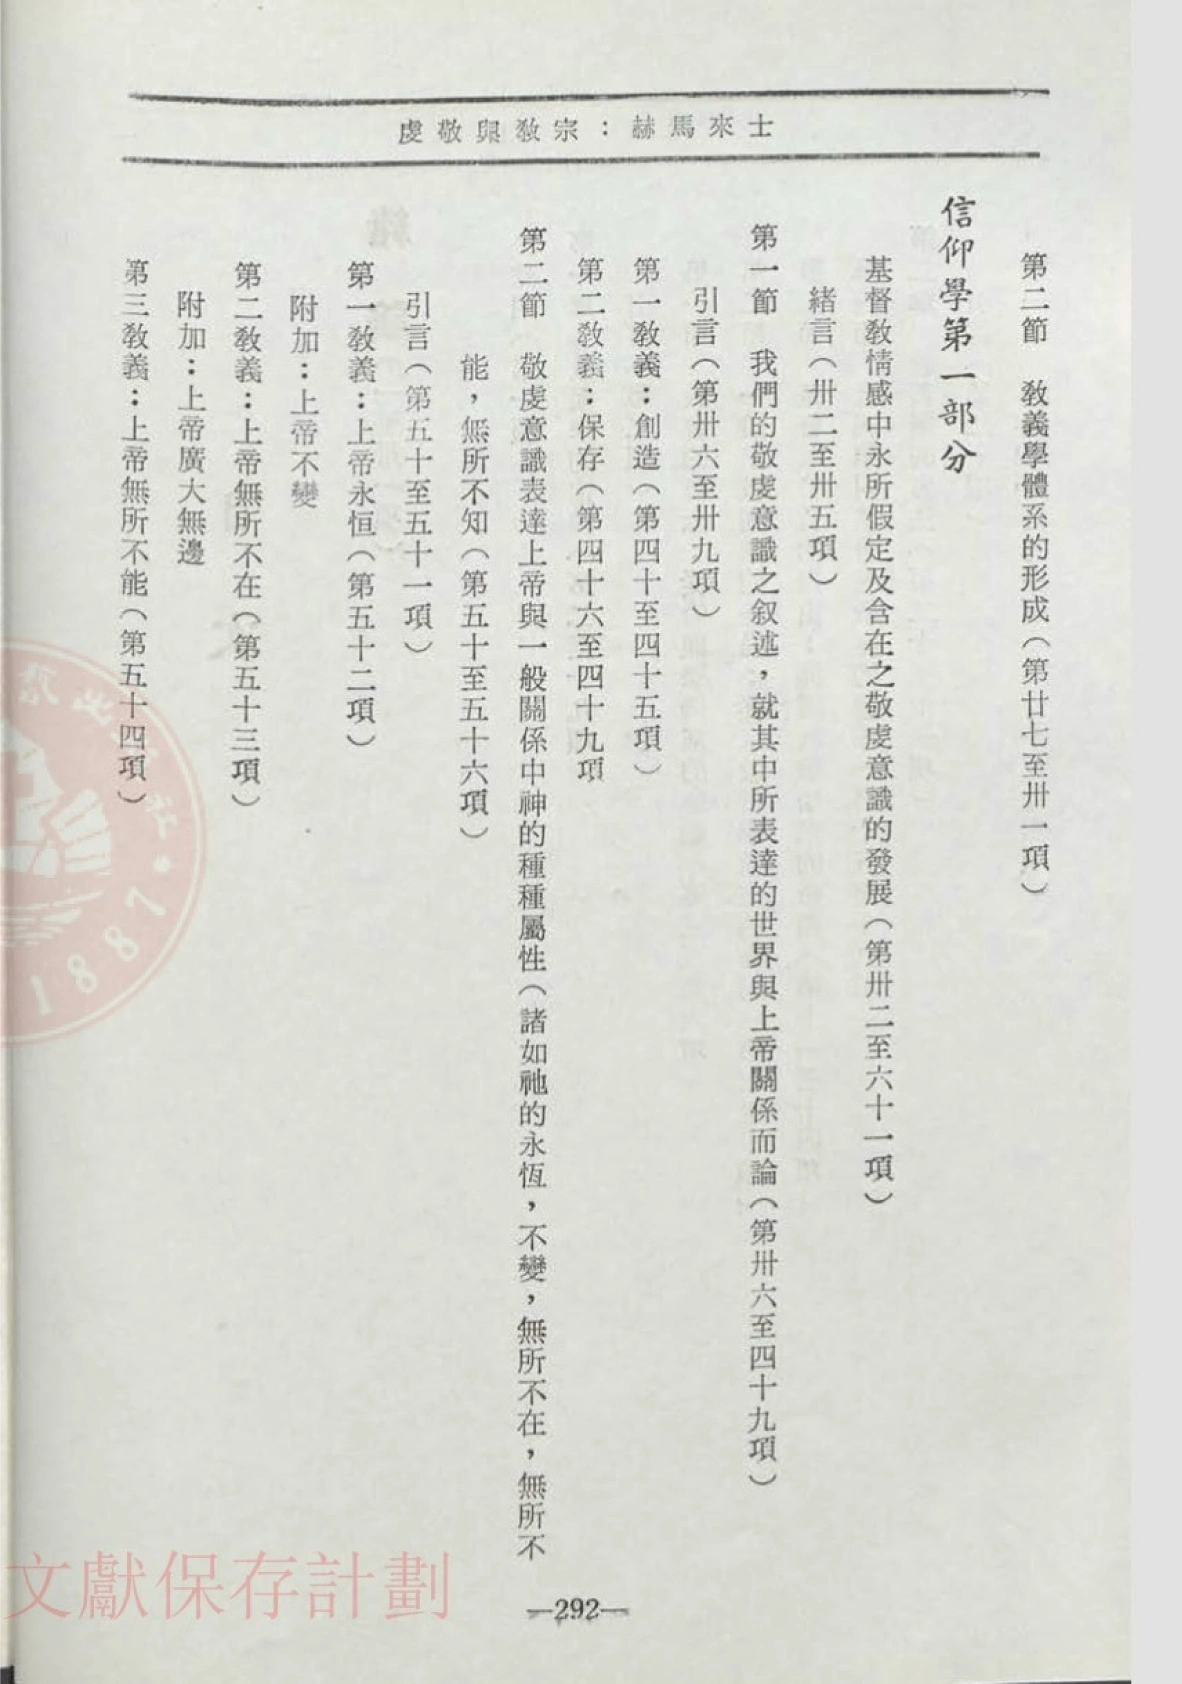 士來馬赫：宗教與敬虔
第二節　教義學體系的形成（第廿七至卅一項）
信仰學第一部分
基督教情感中永所假定及含在之敬虔意識的發展（第卅二至六十一項）
緒言（卅二至卅五項）
第一節　我們的敬虔意識之叙述，就其中所表達的世界與上帝關係而論（第卅六至四十九項）
引言（第卅六至卅九項）
第一教義：創造（第四十至四十五項）
第二教義：保存（第四十六至四十九項
第二節　敬虔意識表達上帝與一般關係中神的種種屬性（諸如祂的永恆，不變，無所不在，無所不
能，無所不知（第五十至五十六項）
引言（第五十至五十一項）
第一教義：上帝永恒（第五十二項）
附加：上帝不變
第二教義：上帝無所不在（第五十三項）
附加：上帝廣大無邊
第三教義：上帝無所不能（第五十四項）
—292—
文獻保存計劃
1887